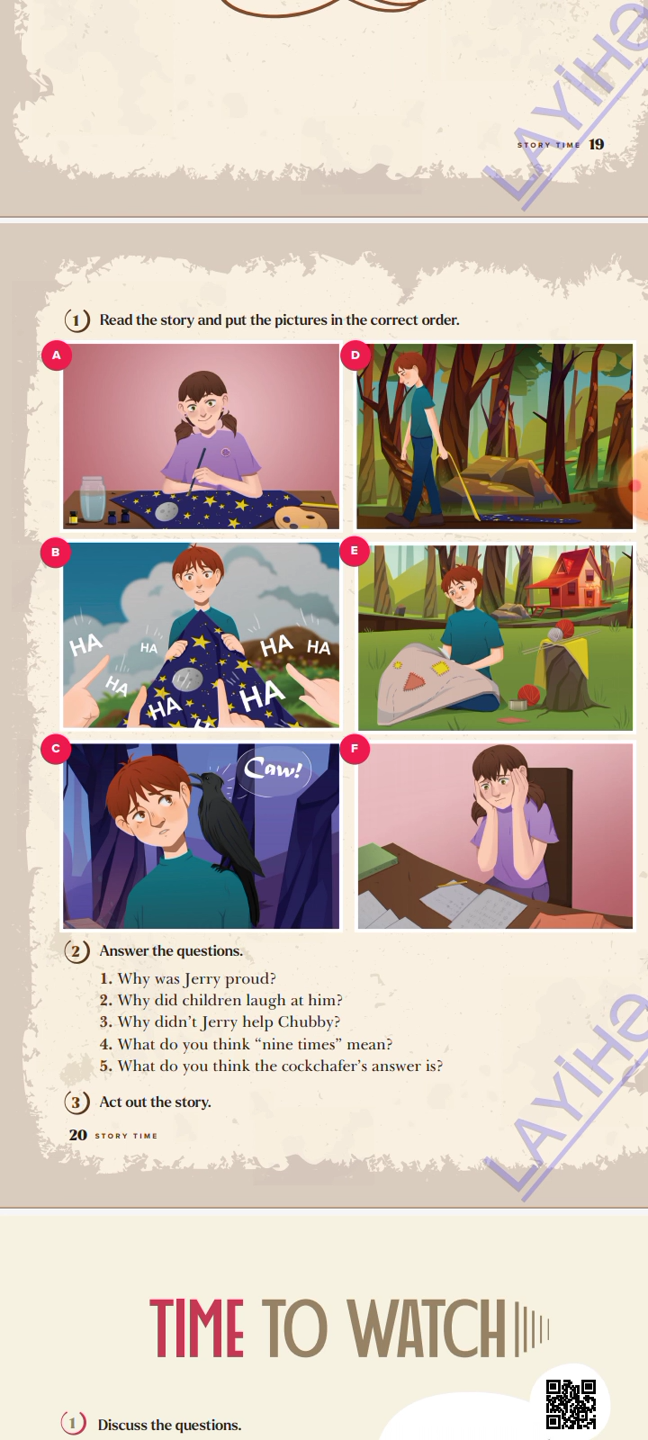 LAYİHƏ
STORY TIME 19
1 Read the story and put the pictures in the correct order.
A
D
B
E
HA
HA
HA
HA
HA
HA
HA
C
F
Caw!
2 Answer the questions.
1. Why was Jerry proud?
2. Why did children laugh at him?
3. Why didn't Jerry help Chubby?
4. What do you think “nine times” mean?
5. What do you think the cockchafer's answer is?
3 Act out the story.
20 STORY TIME
LAYİHƏ
TIME TO WATCH
1 Discuss the questions.